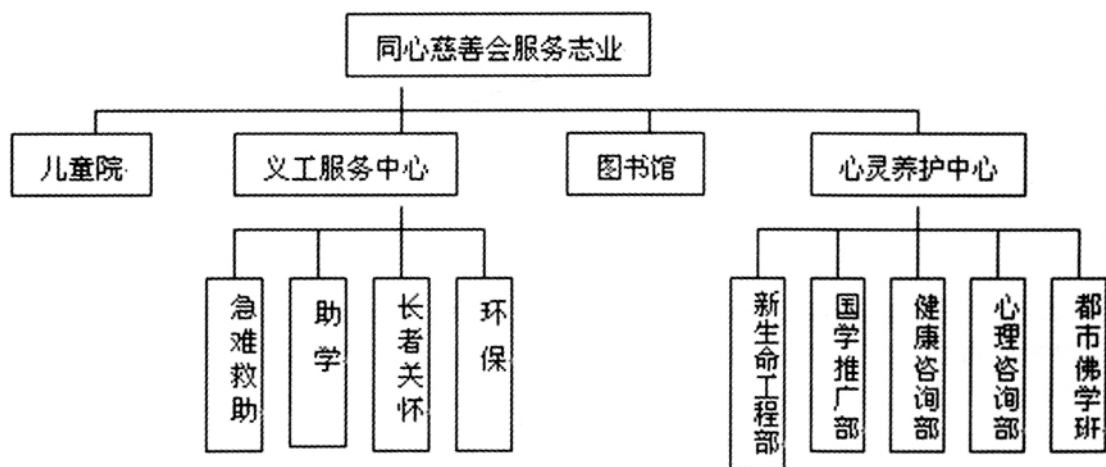 同心慈善会服务志业
儿童院
义工服务中心
图书馆
心灵养护中心
急难救助
助学
长者关怀
环保
新生命工程部
国学推广部
健康咨询部
心理咨询部
都市佛学班